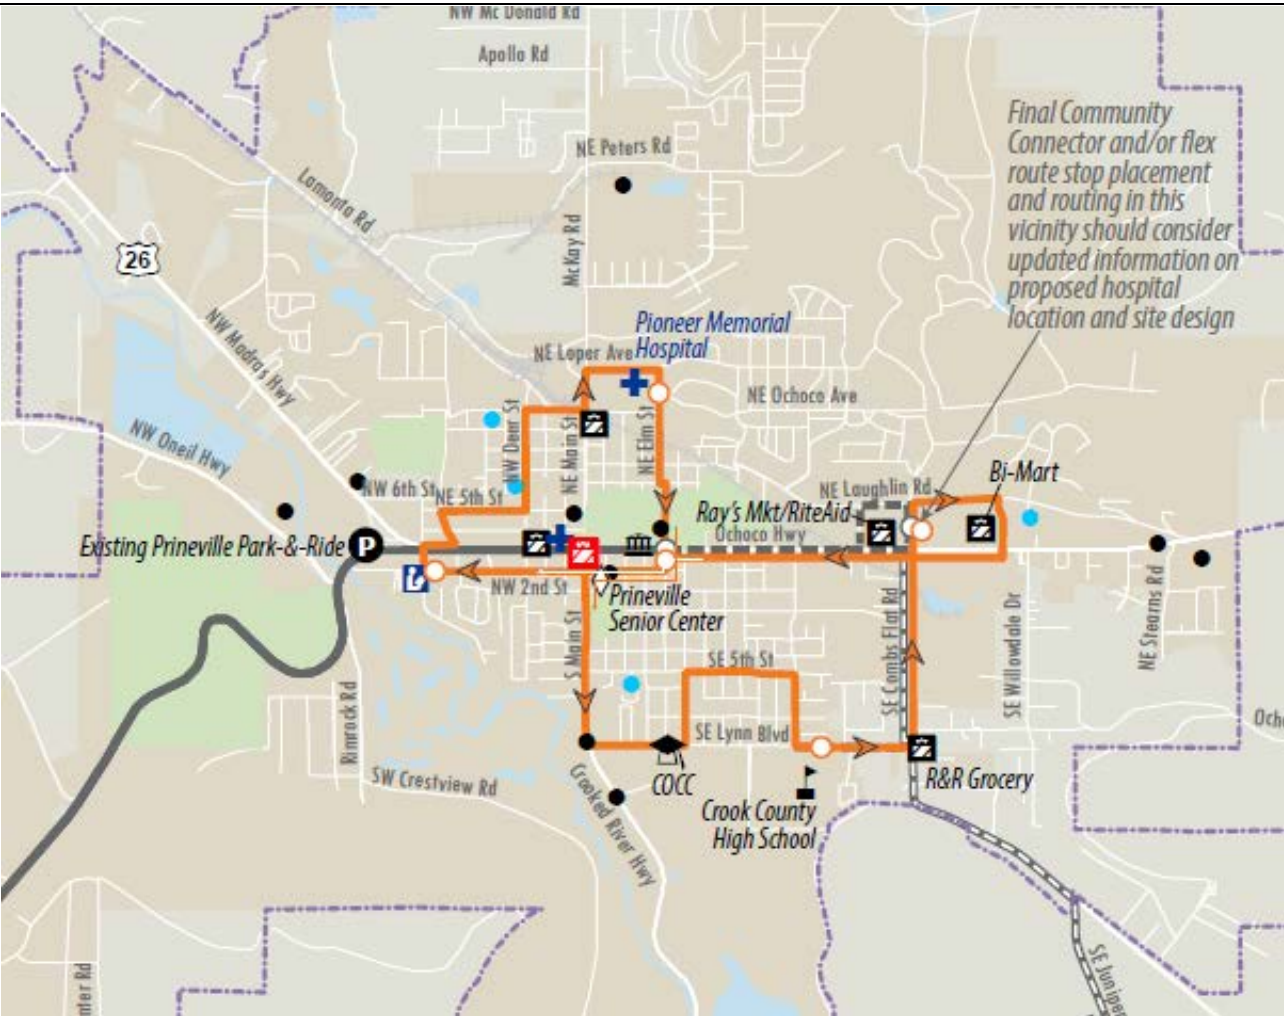 NW Mc Donald Rd
Apollo Rd
Final Community
Connector and/or flex
route stop placement
and routing in this
vicinity should consider
updated information on
proposed hospital
location and site design
NE Peters Rd
Lamonta Rd
McKay Rd
26
NW Madras Hwy
Pioneer Memorial
Hospital
NE Loper Ave
NE Ochoco Ave
NW Deer St
NE Main St
NE Elm St
NW Oneil Hwy
NW 6th St
NE 5th St
NE Laughlin Rd
Bi-Mart
Ray's Mkt/RiteAid
Ochoco Hwy
Existing Prineville Park-&-Ride
P
NW 2nd St
Prineville
Senior Center
S Main St
SE 5th St
SE Combs Flat Rd
SE Willowdale Dr
NE Stearns Rd
Rimrock Rd
SE Lynn Blvd
Och
SW Crestview Rd
COCC
R&R Grocery
Crooked River Hwy
Crook County
High School
nter Rd
SE Juniper